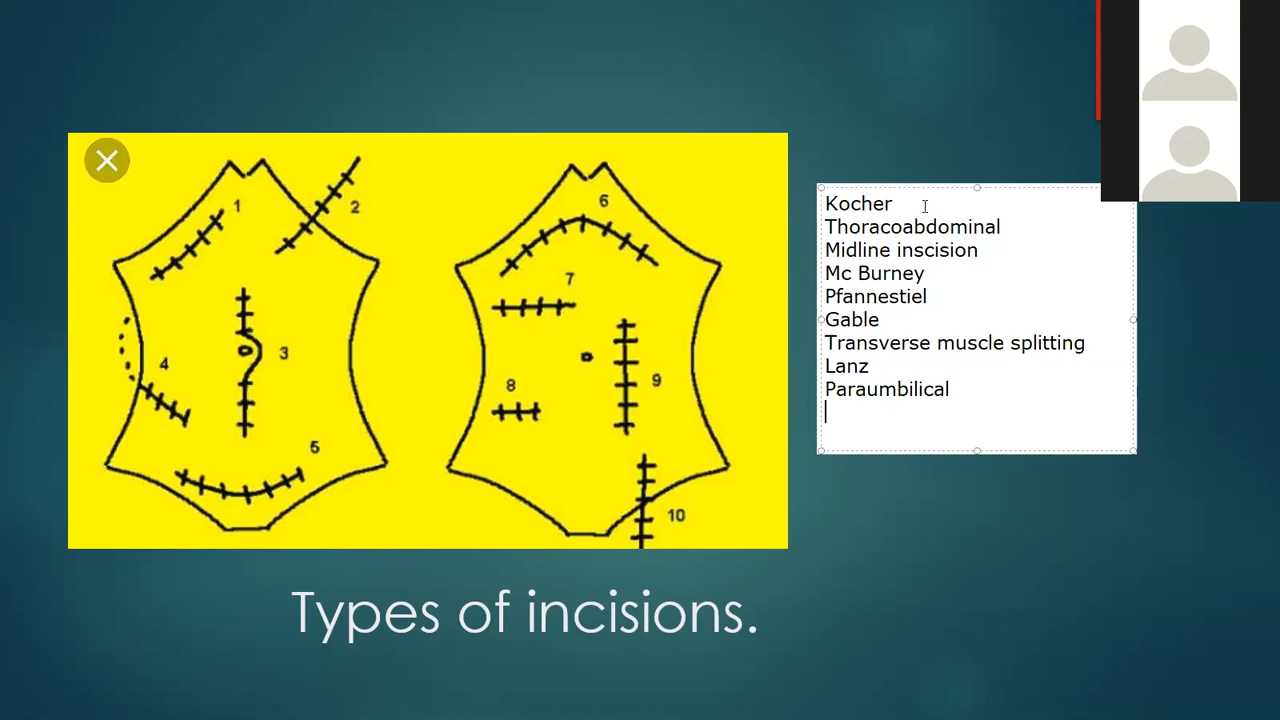 1
2
3
4
5
6
7
8
9
10
Kocher
Thoracoabdominal
Midline inscision
Mc Burney
Pfannestiel
Gable
Transverse muscle splitting
Lanz
Paraumbilical
Types of incisions.